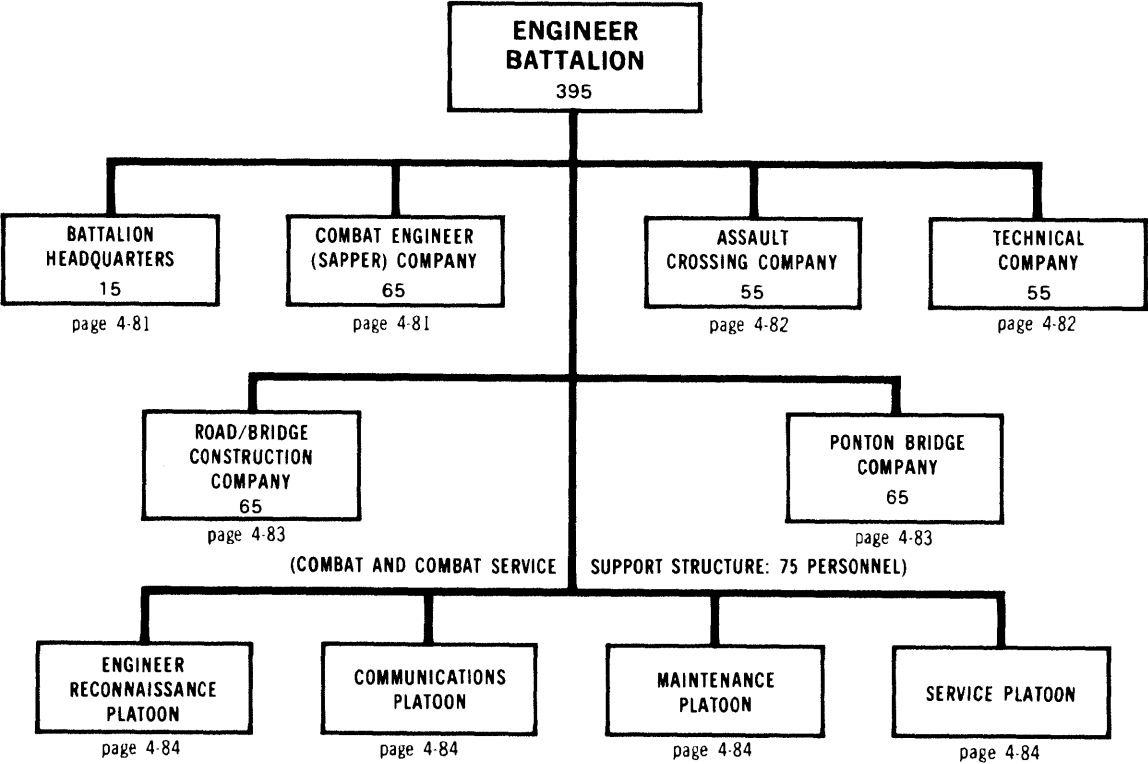 ENGINEER
BATTALION
395
BATTALION
HEADQUARTERS
15
page 4-81
COMBAT ENGINEER
(SAPPER) COMPANY
65
page 4-81
ASSAULT
CROSSING COMPANY
55
page 4-82
TECHNICAL
COMPANY
55
page 4-82
ROAD/BRIDGE
CONSTRUCTION
COMPANY
65
page 4-83
PONTON BRIDGE
COMPANY
65
page 4-83
(COMBAT AND COMBAT SERVICE SUPPORT STRUCTURE: 75 PERSONNEL)
ENGINEER
RECONNAISSANCE
PLATOON
page 4-84
COMMUNICATIONS
PLATOON
page 4-84
MAINTENANCE
PLATOON
page 4-84
SERVICE PLATOON
page 4-84